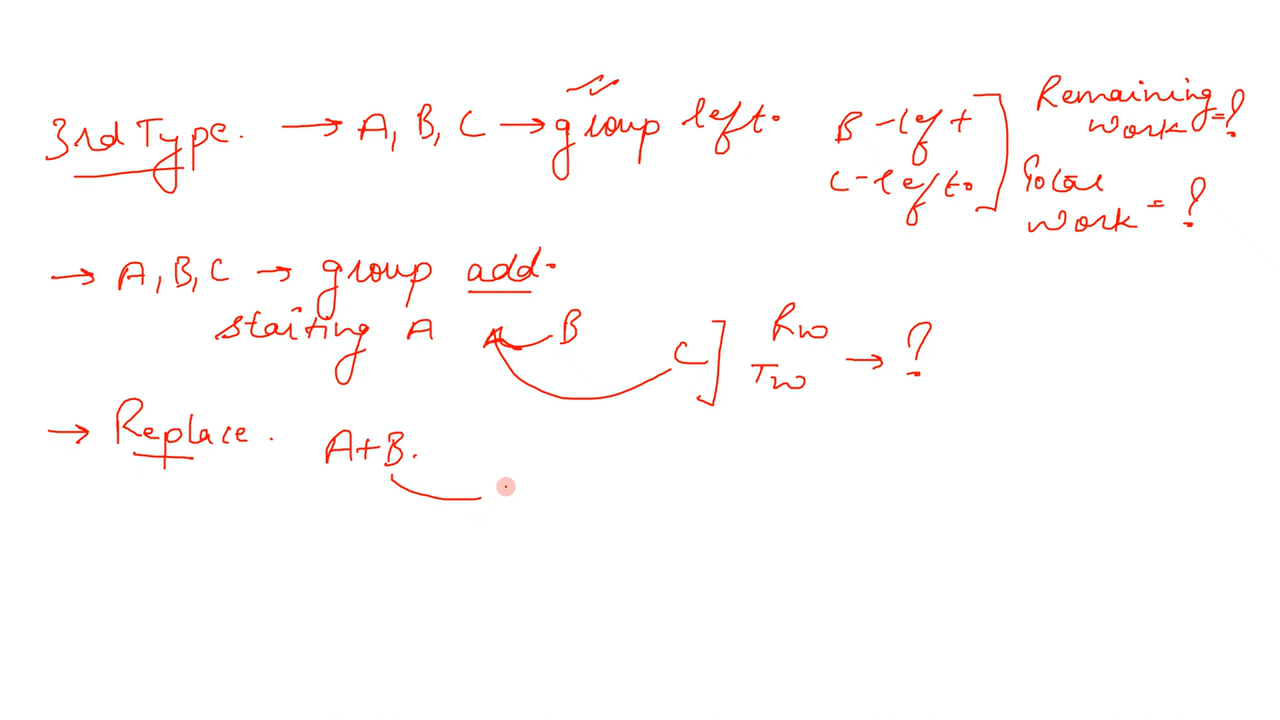 3rd Type. → A, B, C → group left.
B - left
C - left.
Remaining work = ?
Total work = ?
→ A, B, C → group add.
starting A A B C
RW
TW → ?
→ Replace. A+B.